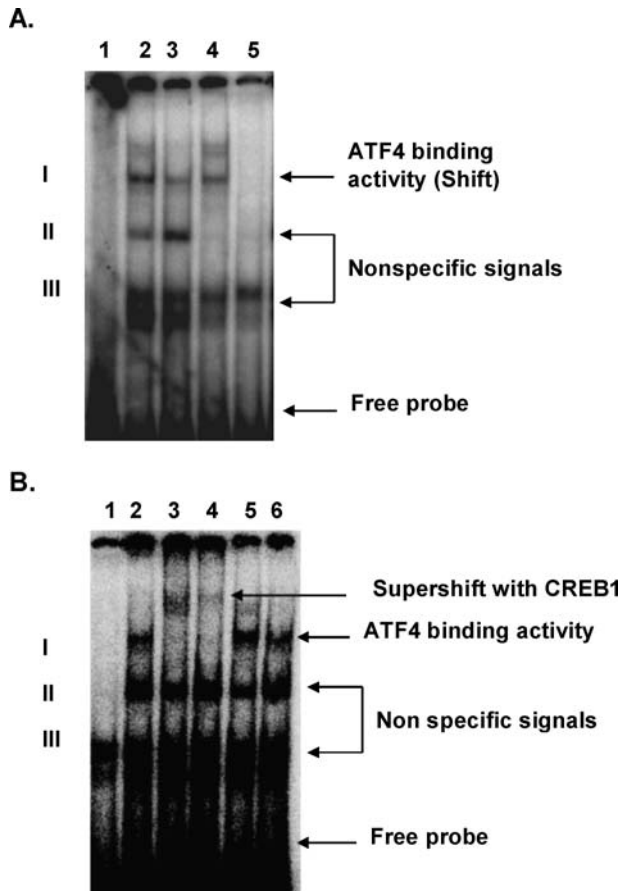 A.
1 2 3 4 5
I
ATF4 binding
activity (Shift)
II
Nonspecific signals
III
Free probe
B.
1 2 3 4 5 6
Supershift with CREB1
ATF4 binding activity
I
II
Non specific signals
III
Free probe